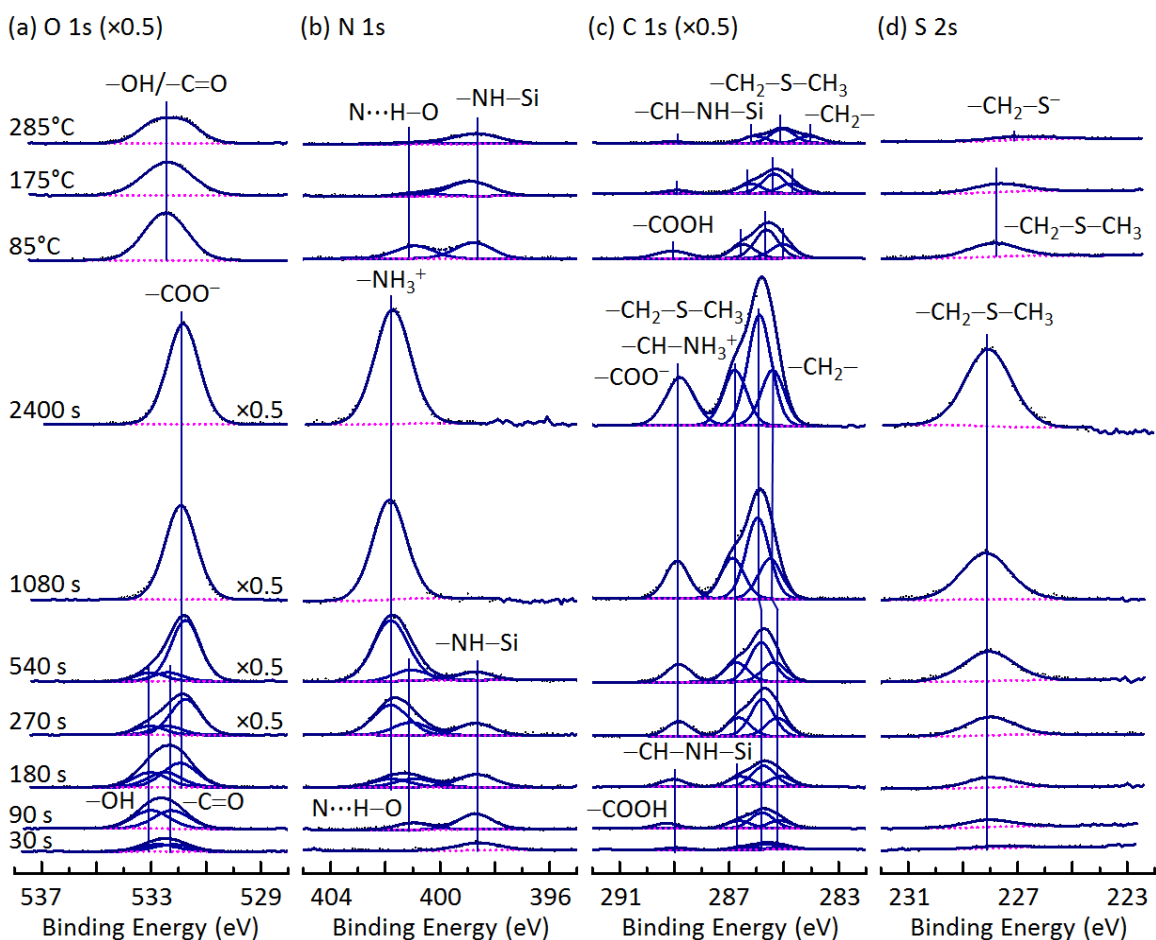 (a) O 1s (×0.5)
(b) N 1s
(c) C 1s (×0.5)
(d) S 2s
−OH/−C=O
N···H−O
−NH−Si
−CH₂−S−CH₃
−CH−NH−Si
−CH₂−
−CH₂−S⁻
285°C
175°C
85°C
−COOH
−CH₂−S−CH₃
−COO⁻
−NH₃⁺
−CH₂−S−CH₃
−CH−NH₃⁺
−COO⁻
−CH₂−
−CH₂−S−CH₃
2400 s
×0.5
1080 s
×0.5
−NH−Si
540 s
×0.5
270 s
×0.5
−CH−NH−Si
180 s
−OH
−C=O
N···H−O
−COOH
90 s
30 s
537 533 529
404 400 396
291 287 283
231 227 223
Binding Energy (eV)
Binding Energy (eV)
Binding Energy (eV)
Binding Energy (eV)